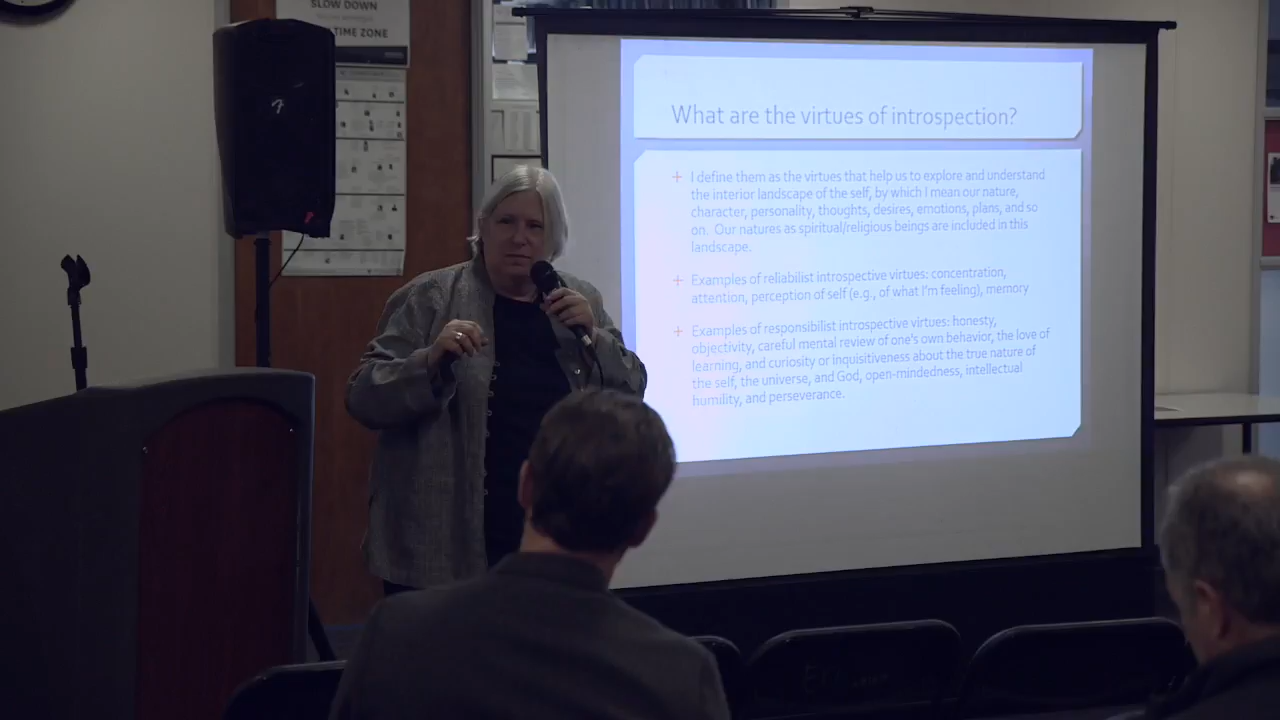 SLOW DOWN
TIME ZONE
What are the virtues of introspection?
I define them as the virtues that help us to explore and understand
the interior landscape of the self, by which I mean our nature,
character, personality, thoughts, desires, emotions, plans, and so
on. Our natures as spiritual/religious beings are included in this
landscape.
Examples of reliabilist introspective virtues: concentration,
attention, perception of self (e.g., of what I'm feeling), memory
Examples of responsibilist introspective virtues: honesty,
objectivity, careful mental review of one's own behavior, the love of
learning, and curiosity or inquisitiveness about the true nature of
the self, the universe, and God, open-mindedness, intellectual
humility, and perseverance.